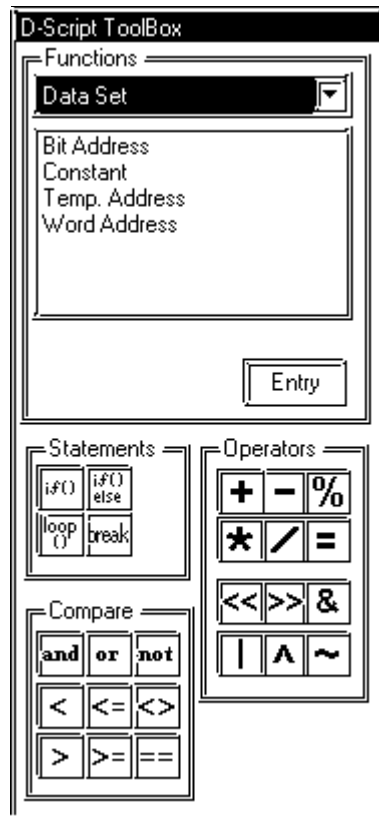 D-Script ToolBox
Functions
Data Set
Bit Address
Constant
Temp. Address
Word Address
Entry
Statements
if()
if()
else
loop
()
break
Operators
+ - %
* / =
<< >> &
| ^ ~
Compare
and or not
< <= <>
> >= ==